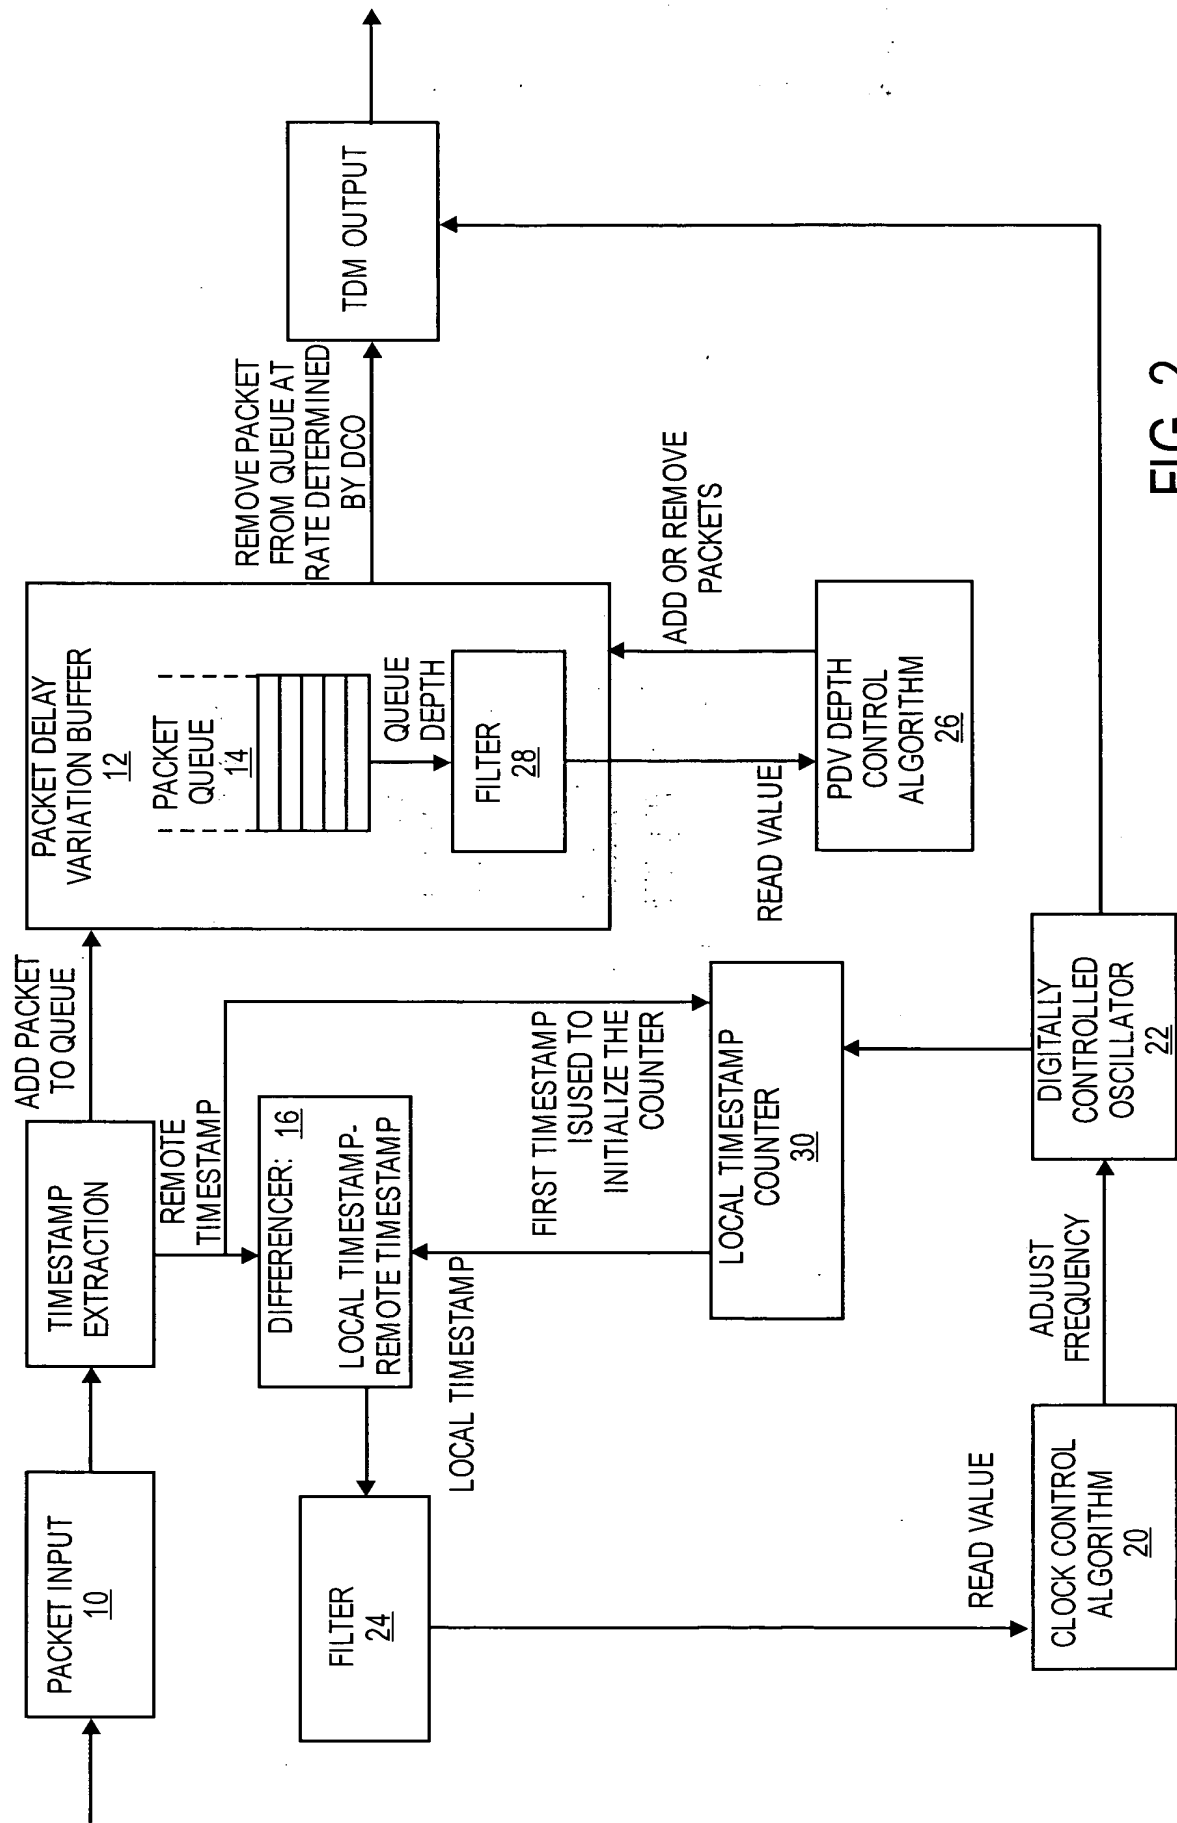 PACKET INPUT
10
TIMESTAMP
EXTRACTION
ADD PACKET
TO QUEUE
PACKET DELAY
VARIATION BUFFER
12
PACKET
QUEUE
14
QUEUE
DEPTH
FILTER
28
REMOVE PACKET
FROM QUEUE AT
RATE DETERMINED
BY DCO
TDM OUTPUT
REMOTE
TIMESTAMP
DIFFERENCER: 16
LOCAL TIMESTAMP-
REMOTE TIMESTAMP
FILTER
24
LOCAL TIMESTAMP
FIRST TIMESTAMP
ISUSED TO
INITIALIZE THE
COUNTER
LOCAL TIMESTAMP
COUNTER
30
READ VALUE
ADD OR REMOVE
PACKETS
PDV DEPTH
CONTROL
ALGORITHM
26
READ VALUE
CLOCK CONTROL
ALGORITHM
20
ADJUST
FREQUENCY
DIGITALLY
CONTROLLED
OSCILLATOR
22
FIG. 2